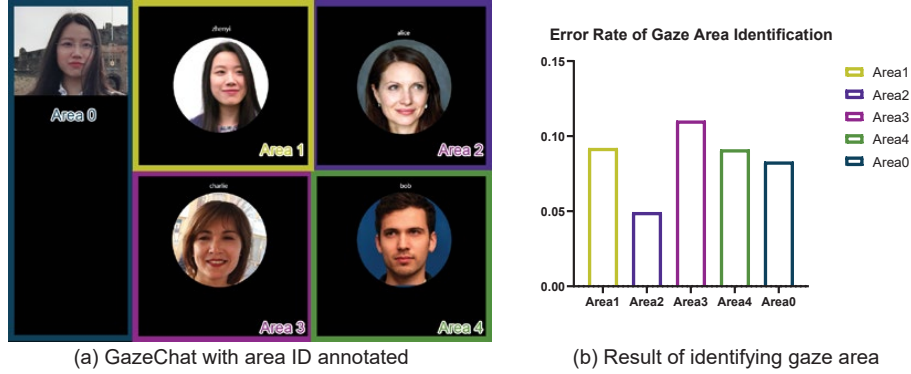 zhenyi
alice
Area 0
Area 1
Area 2
charlie
bob
Area 3
Area 4
(a) GazeChat with area ID annotated
Error Rate of Gaze Area Identification
0.15
0.10
0.05
0.00
Area1
Area2
Area3
Area4
Area0
Area1
Area2
Area3
Area4
Area0
(b) Result of identifying gaze area